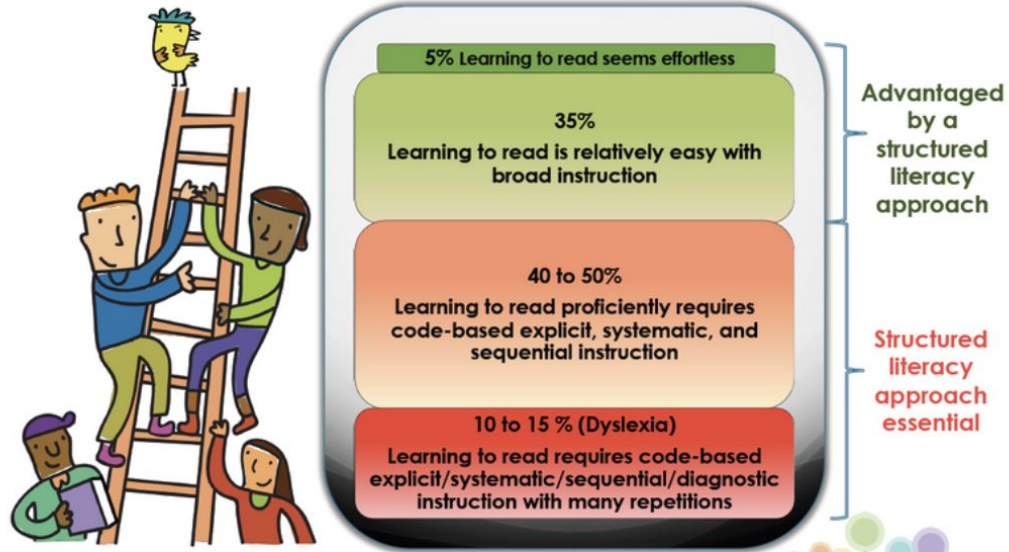 5% Learning to read seems effortless
35%
Learning to read is relatively easy with
broad instruction
Advantaged
by a
structured
literacy
approach
40 to 50%
Learning to read proficiently requires
code-based explicit, systematic, and
sequential instruction
10 to 15 % (Dyslexia)
Learning to read requires code-based
explicit/systematic/sequential/diagnostic
instruction with many repetitions
Structured
literacy
approach
essential